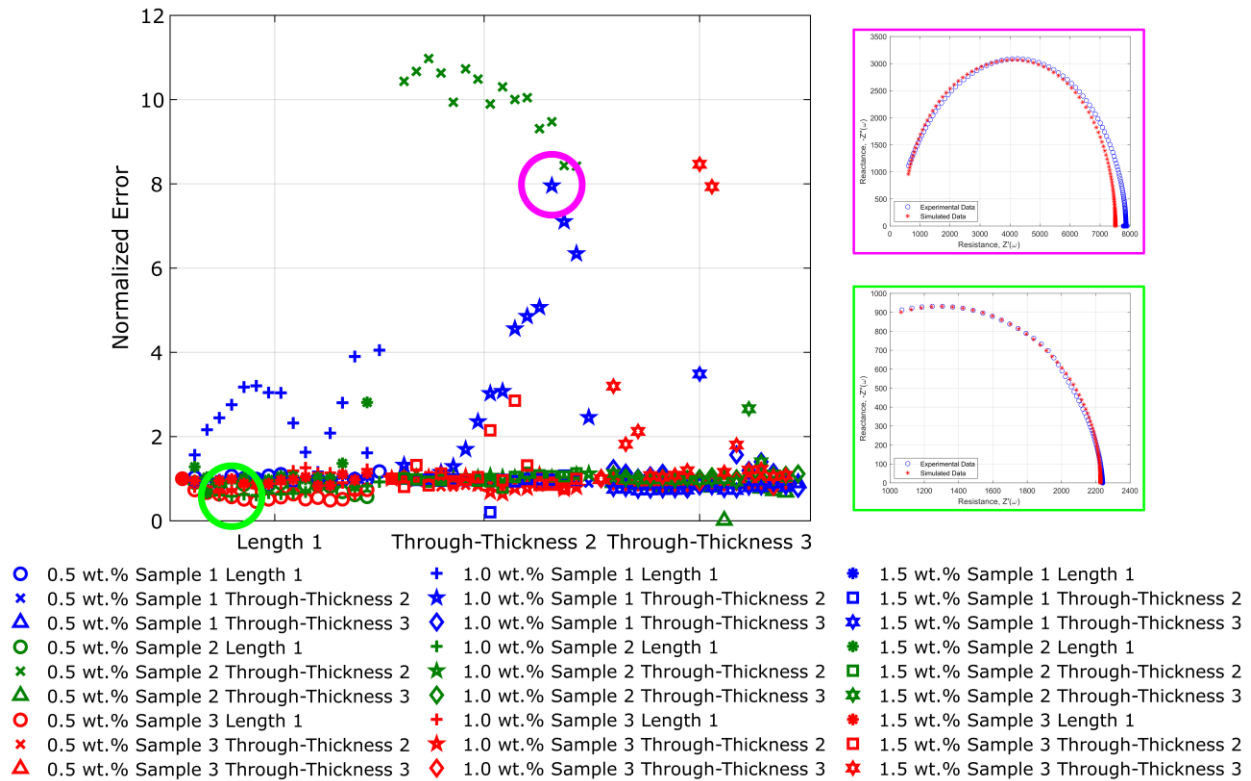 12
10
8
6
4
2
0
Normalized Error
Length 1 Through-Thickness 2 Through-Thickness 3
3500
3000
2500
2000
1500
1000
500
0
Reactance, -Z"(ω)
Experimental Data
Simulated Data
0 1000 2000 3000 4000 5000 6000 7000 8000
Resistance, Z'(ω)
1000
900
800
700
600
500
400
300
200
100
0
Reactance, -Z"(ω)
Experimental Data
Simulated Data
1000 1200 1400 1600 1800 2000 2200 2400
Resistance, Z'(ω)
0.5 wt.% Sample 1 Length 1
0.5 wt.% Sample 1 Through-Thickness 2
0.5 wt.% Sample 1 Through-Thickness 3
0.5 wt.% Sample 2 Length 1
0.5 wt.% Sample 2 Through-Thickness 2
0.5 wt.% Sample 2 Through-Thickness 3
0.5 wt.% Sample 3 Length 1
0.5 wt.% Sample 3 Through-Thickness 2
0.5 wt.% Sample 3 Through-Thickness 3
1.0 wt.% Sample 1 Length 1
1.0 wt.% Sample 1 Through-Thickness 2
1.0 wt.% Sample 1 Through-Thickness 3
1.0 wt.% Sample 2 Length 1
1.0 wt.% Sample 2 Through-Thickness 2
1.0 wt.% Sample 2 Through-Thickness 3
1.0 wt.% Sample 3 Length 1
1.0 wt.% Sample 3 Through-Thickness 2
1.0 wt.% Sample 3 Through-Thickness 3
1.5 wt.% Sample 1 Length 1
1.5 wt.% Sample 1 Through-Thickness 2
1.5 wt.% Sample 1 Through-Thickness 3
1.5 wt.% Sample 2 Length 1
1.5 wt.% Sample 2 Through-Thickness 2
1.5 wt.% Sample 2 Through-Thickness 3
1.5 wt.% Sample 3 Length 1
1.5 wt.% Sample 3 Through-Thickness 2
1.5 wt.% Sample 3 Through-Thickness 3